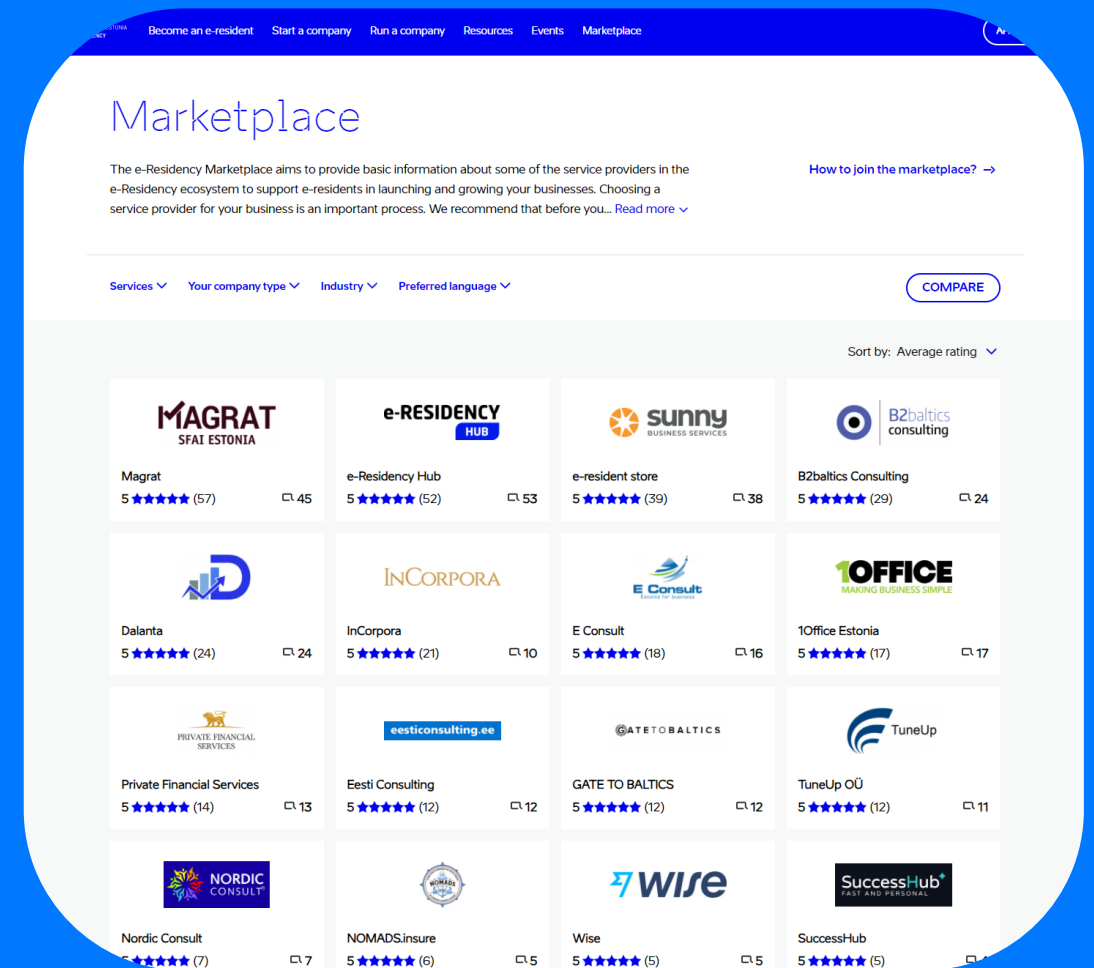 Become an e-resident Start a company Run a company Resources Events Marketplace
Marketplace
The e-Residency Marketplace aims to provide basic information about some of the service providers in the
e-Residency ecosystem to support e-residents in launching and growing your businesses. Choosing a
service provider for your business is an important process. We recommend that before you... Read more
How to join the marketplace? →
Services Your company type Industry Preferred language
COMPARE
Sort by: Average rating
MAGRAT
SFAI ESTONIA
Magrat
5 ★★★★★ (57) 45
e-RESIDENCY
HUB
e-Residency Hub
5 ★★★★★ (52) 53
sunny
BUSINESS SERVICES
e-resident store
5 ★★★★★ (39) 38
B2baltics
consulting
B2baltics Consulting
5 ★★★★★ (29) 24
D
Dalanta
5 ★★★★★ (24) 24
INCORPORA
InCorpora
5 ★★★★★ (21) 10
E Consult
Estonia for business
E Consult
5 ★★★★★ (18) 16
1OFFICE
MAKING BUSINESS SIMPLE
1Office Estonia
5 ★★★★★ (17) 17
PRIVATE FINANCIAL
SERVICES
Private Financial Services
5 ★★★★★ (14) 13
eesticonsulting.ee
Eesti Consulting
5 ★★★★★ (12) 12
GATETOBALTICS
GATE TO BALTICS
5 ★★★★★ (12) 12
TuneUp
TuneUp OÜ
5 ★★★★★ (12) 11
NORDIC
CONSULT
Nordic Consult
5 ★★★★★ (7) 7
NOMADS
NOMADS.insure
5 ★★★★★ (6) 5
WISE
Wise
5 ★★★★★ (5) 5
SuccessHub
FAST AND PERSONAL
SuccessHub
5 ★★★★★ (5)